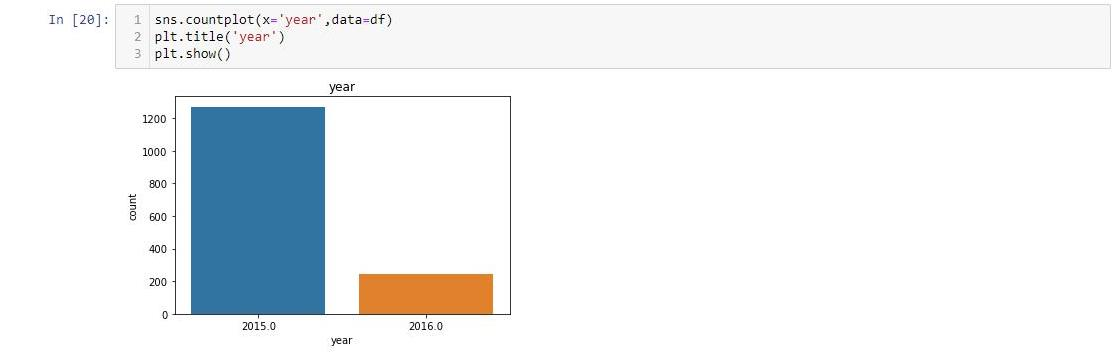 In [20]:
1 sns.countplot(x='year',data=df)
2 plt.title('year')
3 plt.show()
year
1200
1000
800
600
400
200
0
count
2015.0 2016.0
year